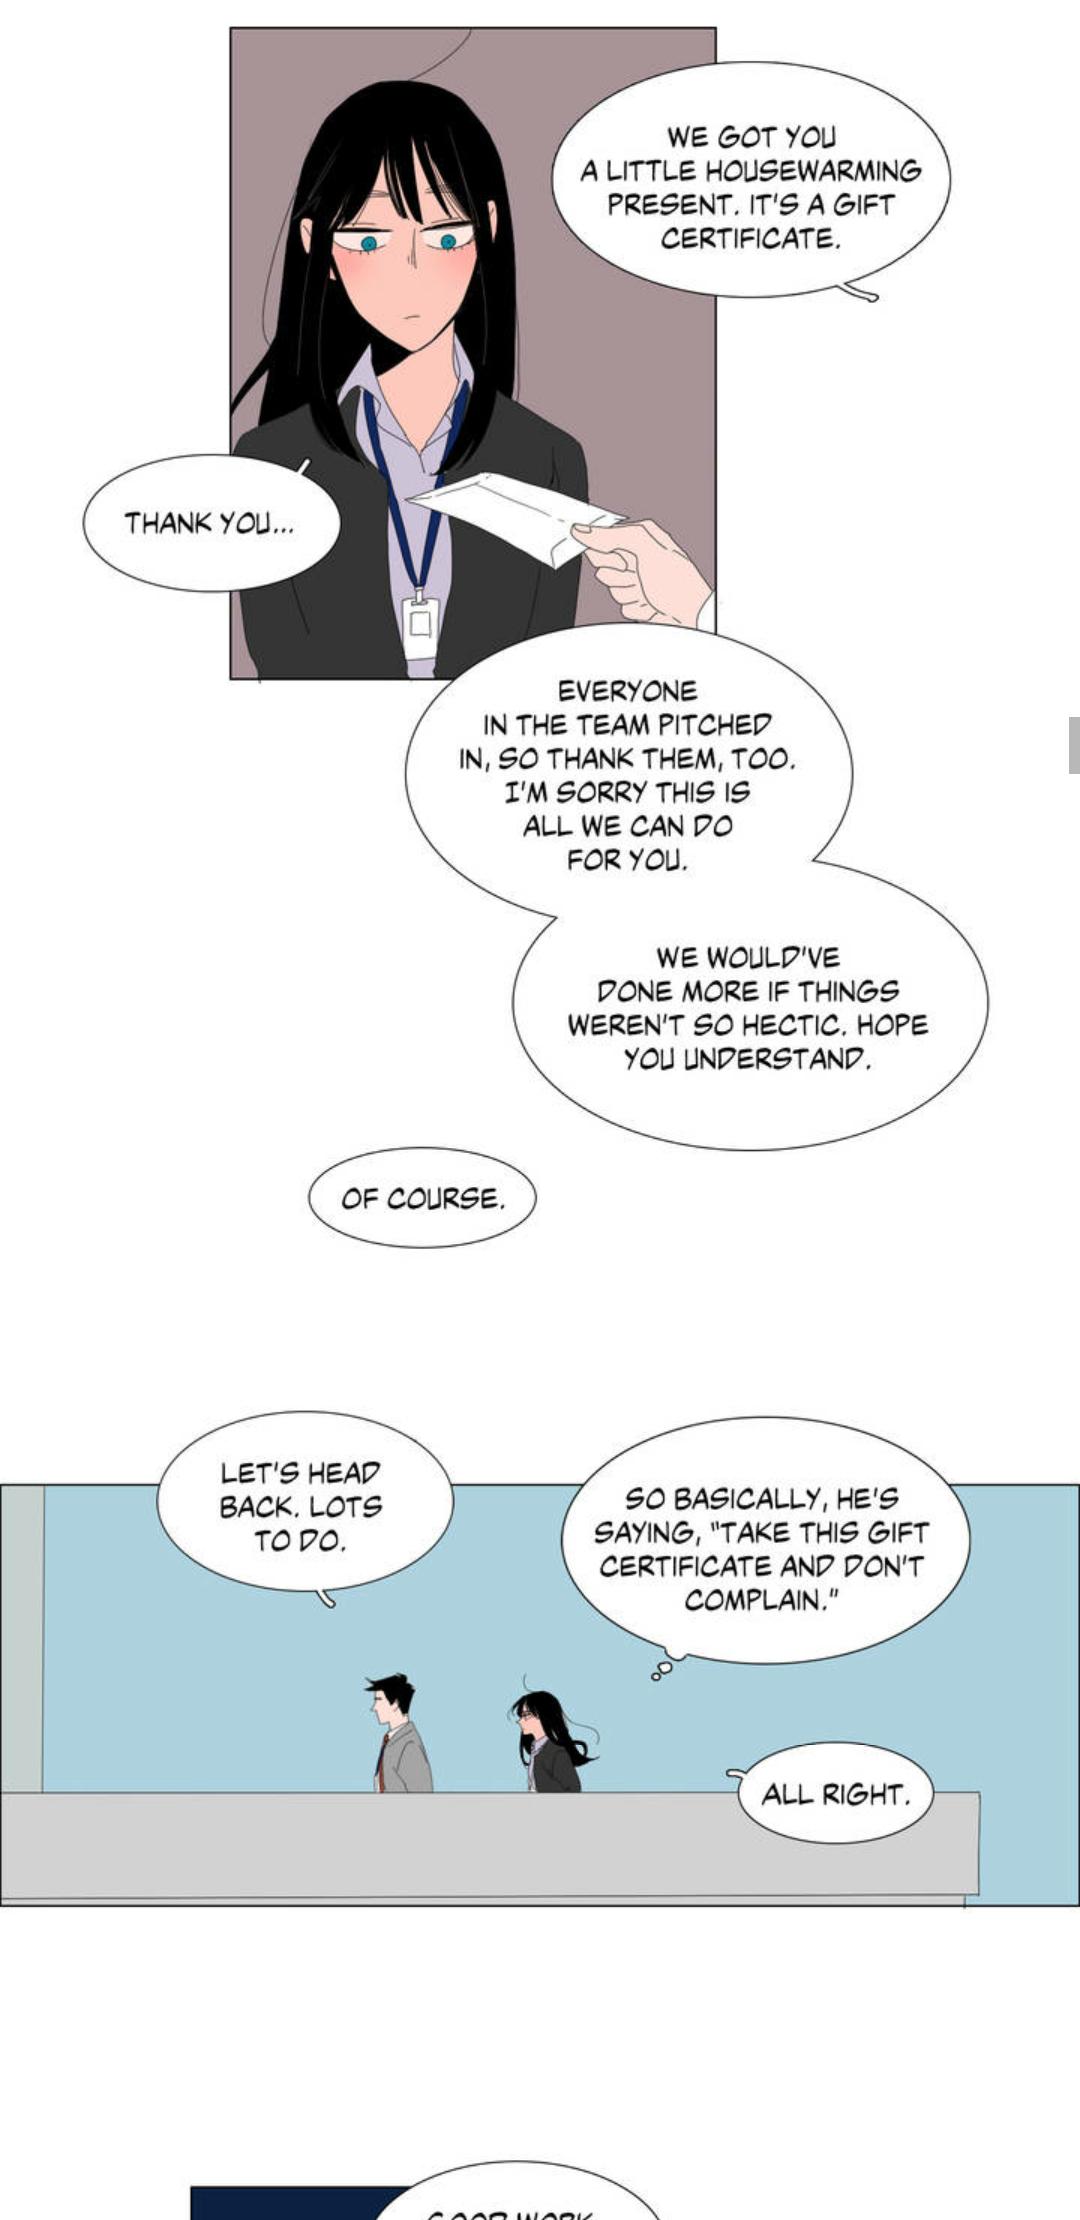 WE GOT YOU
A LITTLE HOUSEWARMING
PRESENT. IT'S A GIFT
CERTIFICATE.
THANK YOU...
EVERYONE
IN THE TEAM PITCHED
IN, SO THANK THEM, TOO.
I'M SORRY THIS IS
ALL WE CAN DO
FOR YOU.
WE WOULD'VE
DONE MORE IF THINGS
WEREN'T SO HECTIC. HOPE
YOU UNDERSTAND.
OF COURSE.
LET'S HEAD
BACK. LOTS
TO DO.
SO BASICALLY, HE'S
SAYING, "TAKE THIS GIFT
CERTIFICATE AND DON'T
COMPLAIN."
ALL RIGHT.
GOOD WORK